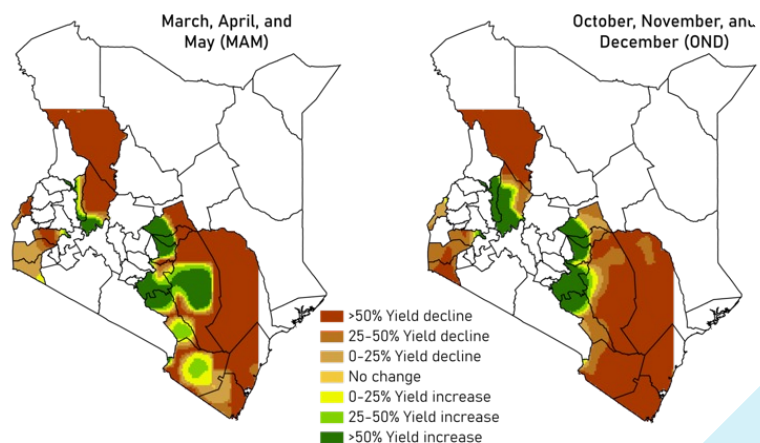 March, April, and
May (MAM)
October, November, and
December (OND)
>50% Yield decline
25-50% Yield decline
0-25% Yield decline
No change
0-25% Yield increase
25-50% Yield increase
>50% Yield increase